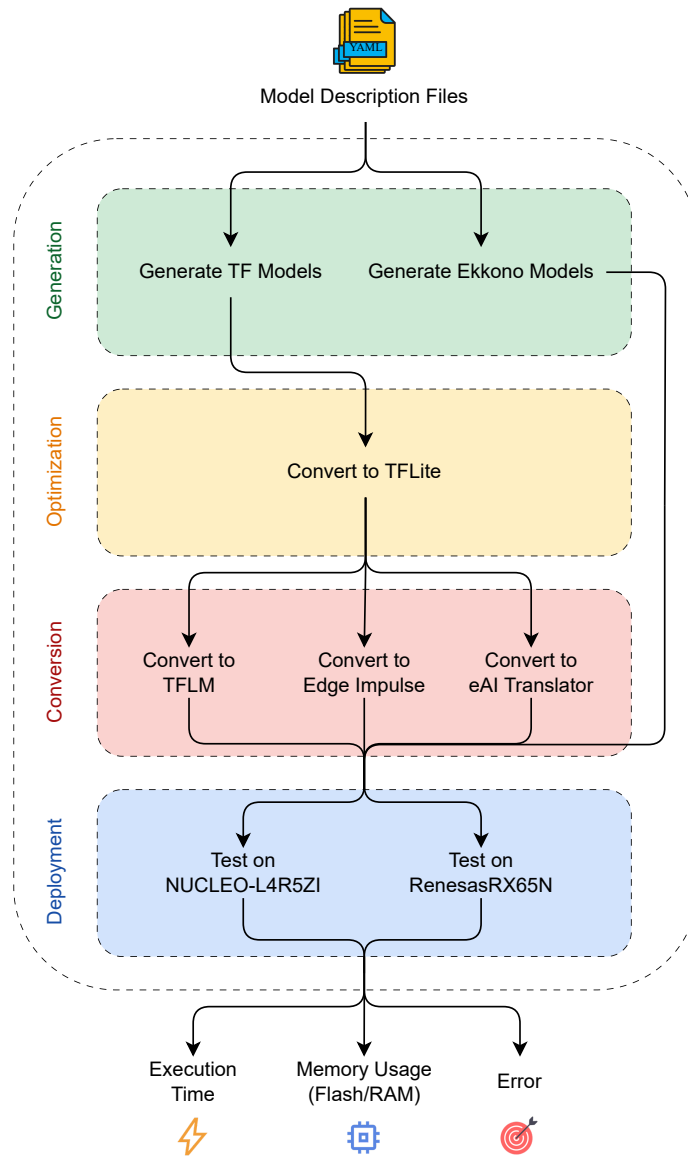 YAML
Model Description Files
Generation
Generate TF Models
Generate Ekkono Models
Optimization
Convert to TFLite
Conversion
Convert to
TFLM
Convert to
Edge Impulse
Convert to
eAI Translator
Deployment
Test on
NUCLEO-L4R5ZI
Test on
RenesasRX65N
Execution
Time
Memory Usage
(Flash/RAM)
Error